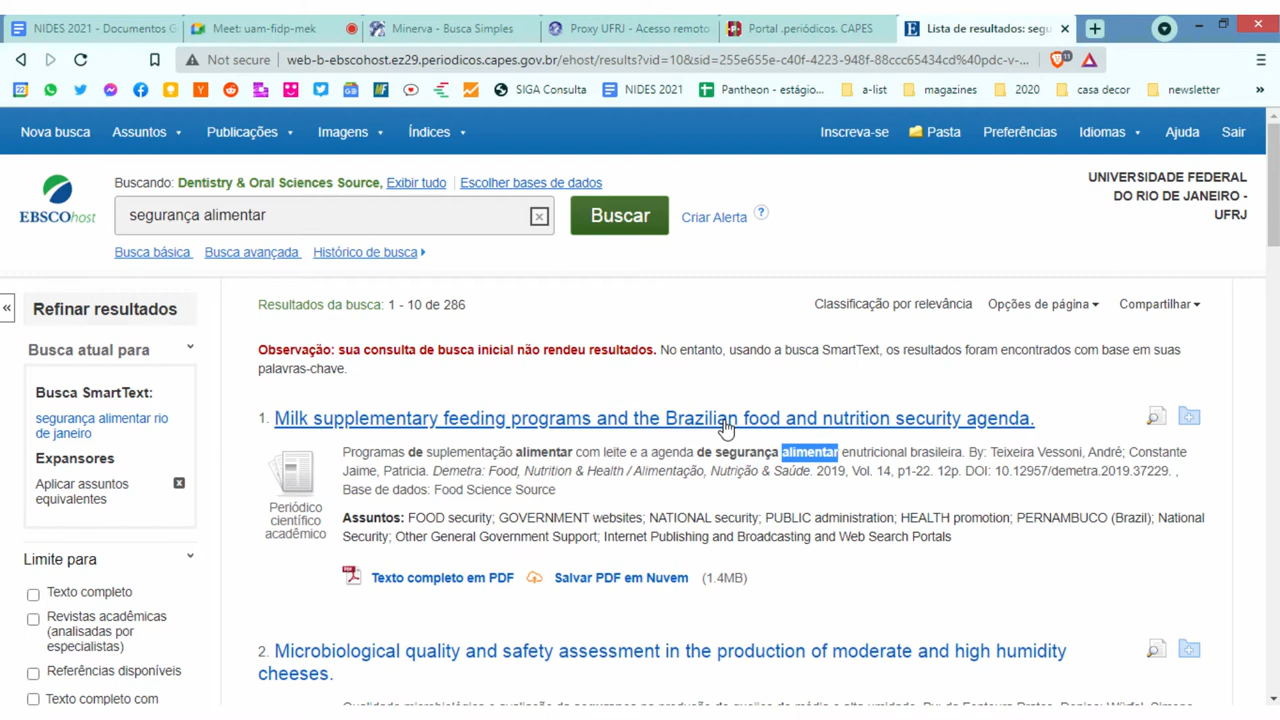 NIDES 2021 - Documentos G
Meet: uam-fidp-mek
Minerva - Busca Simples
Proxy UFRJ - Acesso remoto
Portal .periódicos. CAPES
Lista de resultados: segu
Not secure
web-b-ebscohost.ez29.periodicos.capes.gov.br/ehost/results?vid=10&sid=255e655e-c40f-4223-948f-88ccc65434cd%40pdc-v-...
SIGA Consulta
NIDES 2021
Pantheon - estágio...
a-list
magazines
2020
casa decor
newsletter
»
Nova busca
Assuntos
Publicações
Imagens
Índices
Inscreva-se
Pasta
Preferências
Idiomas
Ajuda
Sair
EBSCOhost
Buscando: Dentistry & Oral Sciences Source, Exibir tudo | Escolher bases de dados
segurança alimentar
Buscar
Criar Alerta
?
Busca básica
Busca avançada
Histórico de busca
UNIVERSIDADE FEDERAL
DO RIO DE JANEIRO -
UFRJ
«
Refinar resultados
Busca atual para
Busca SmartText:
segurança alimentar rio
de janeiro
Expansores
Aplicar assuntos
equivalentes
Limite para
Texto completo
Revistas acadêmicas
(analisadas por
especialistas)
Referências disponíveis
Texto completo com
Resultados da busca: 1 - 10 de 286
Classificação por relevância
Opções de página
Compartilhar
Observação: sua consulta de busca inicial não rendeu resultados. No entanto, usando a busca SmartText, os resultados foram encontrados com base em suas
palavras-chave.
1. Milk supplementary feeding programs and the Brazilian food and nutrition security agenda.
Periódico
científico
acadêmico
Programas de suplementação alimentar com leite e a agenda de segurança alimentar enutricional brasileira. By: Teixeira Vessoni, André; Constante
Jaime, Patricia. Demetra: Food, Nutrition & Health / Alimentação, Nutrição & Saúde. 2019, Vol. 14, p1-22. 12p. DOI: 10.12957/demetra.2019.37229. ,
Base de dados: Food Science Source
Assuntos: FOOD security; GOVERNMENT websites; NATIONAL security; PUBLIC administration; HEALTH promotion; PERNAMBUCO (Brazil); National
Security; Other General Government Support; Internet Publishing and Broadcasting and Web Search Portals
Texto completo em PDF
Salvar PDF em Nuvem
(1.4MB)
2. Microbiological quality and safety assessment in the production of moderate and high humidity
cheeses.